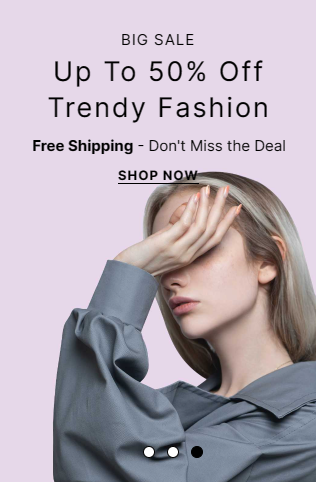 BIG SALE
Up To 50% Off
Trendy Fashion
Free Shipping - Don't Miss the Deal
SHOP NOW